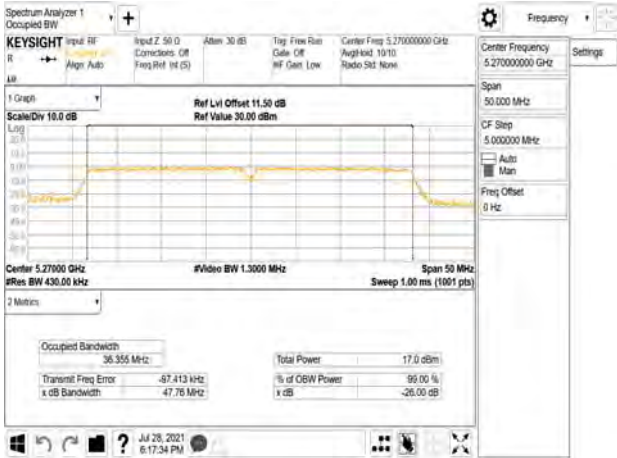 Spectrum Analyzer 1
Occupied BW
+
Frequency
KEYSIGHT
R
Input: RF
Align: Auto
Input Z: 50 Ω
Corrections: Off
Freq Ref: Int (S)
Atten: 30 dB
Trig: Free Run
Gate: Off
#IF Gain: Low
Center Freq: 5.270000000 GHz
Avg|Hold: 10/10
Radio Std: None
Center Frequency
5.270000000 GHz
Settings
Span
50.000 MHz
CF Step
5.000000 MHz
Auto
Man
Freq Offset
0 Hz
1 Graph
Scale/Div 10.0 dB
Log
Ref Lvl Offset 11.50 dB
Ref Value 30.00 dBm
Center 5.27000 GHz
#Res BW 430.00 kHz
#Video BW 1.3000 MHz
Span 50 MHz
Sweep 1.00 ms (1001 pts)
2 Metrics
Occupied Bandwidth
36.355 MHz
Total Power 17.0 dBm
Transmit Freq Error -97.413 kHz
% of OBW Power 99.00 %
x dB Bandwidth 47.76 MHz
x dB -26.00 dB
?
Jul 28, 2021
6:17:34 PM